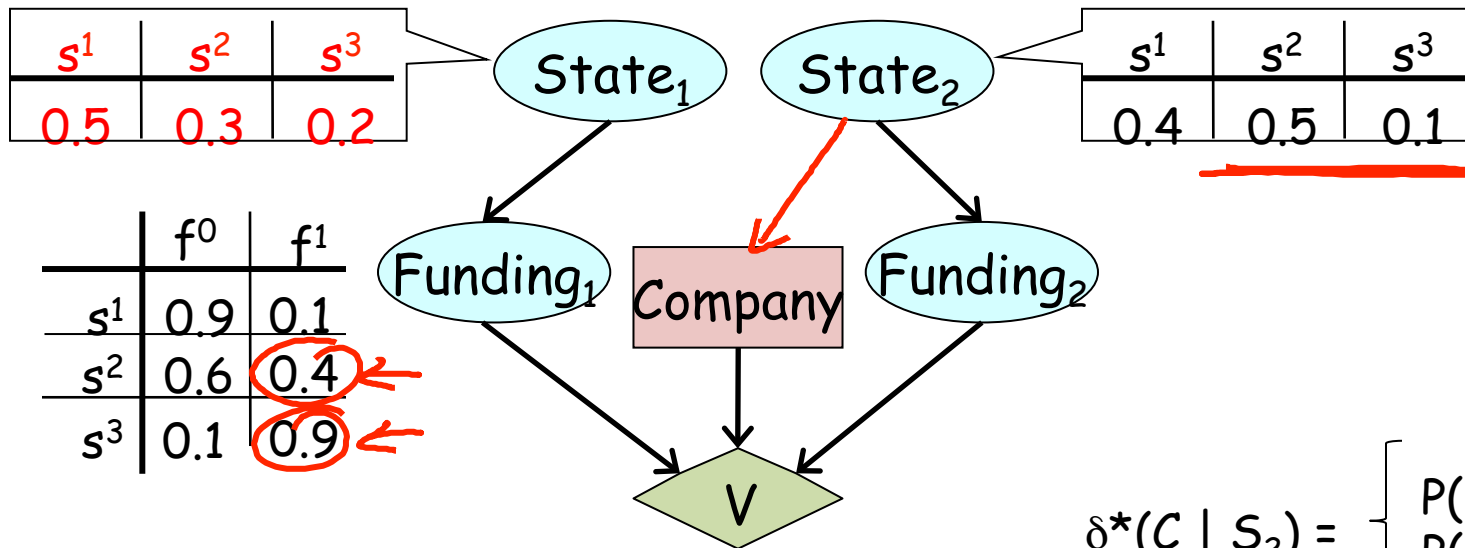 s¹ s² s³
0.5 0.3 0.2
State₁
State₂
s¹ s² s³
0.4 0.5 0.1
f⁰ f¹
s¹ 0.9 0.1
s² 0.6 0.4
s³ 0.1 0.9
Funding₁
Company
Funding₂
V
δ*(C | S₂) =
P(
P(